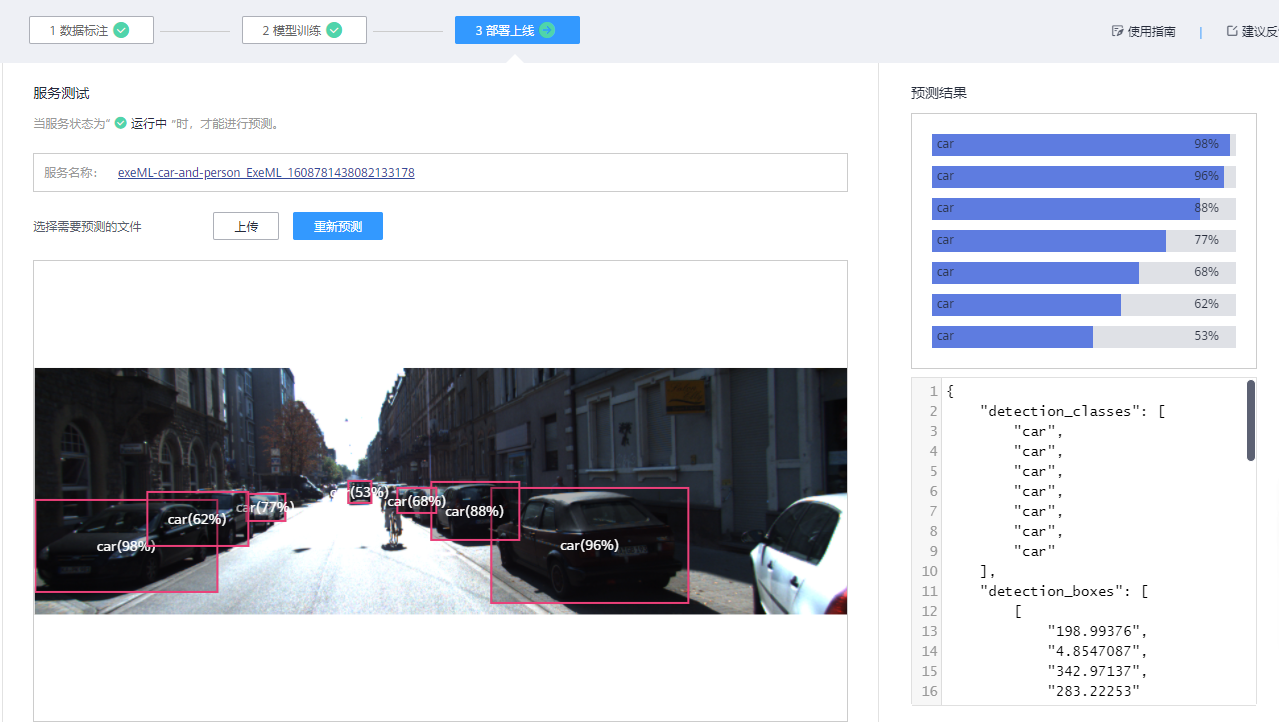 1 数据标注
2 模型训练
3 部署上线
使用指南
|
建议反
服务测试
当服务状态为“ 运行中 ”时，才能进行预测。
服务名称：
exeML-car-and-person_ExeML_1608781438082133178
选择需要预测的文件
上传
重新预测
car(53%)
car(68%)
car(77%)
car(88%)
car(62%)
car(98%)
car(96%)
预测结果
car 98%
car 96%
car 88%
car 77%
car 68%
car 62%
car 53%
1 {
2 "detection_classes": [
3 "car",
4 "car",
5 "car",
6 "car",
7 "car",
8 "car",
9 "car"
10 ],
11 "detection_boxes": [
12 [
13 "198.99376",
14 "4.8547087",
15 "342.97137",
16 "283.22253"